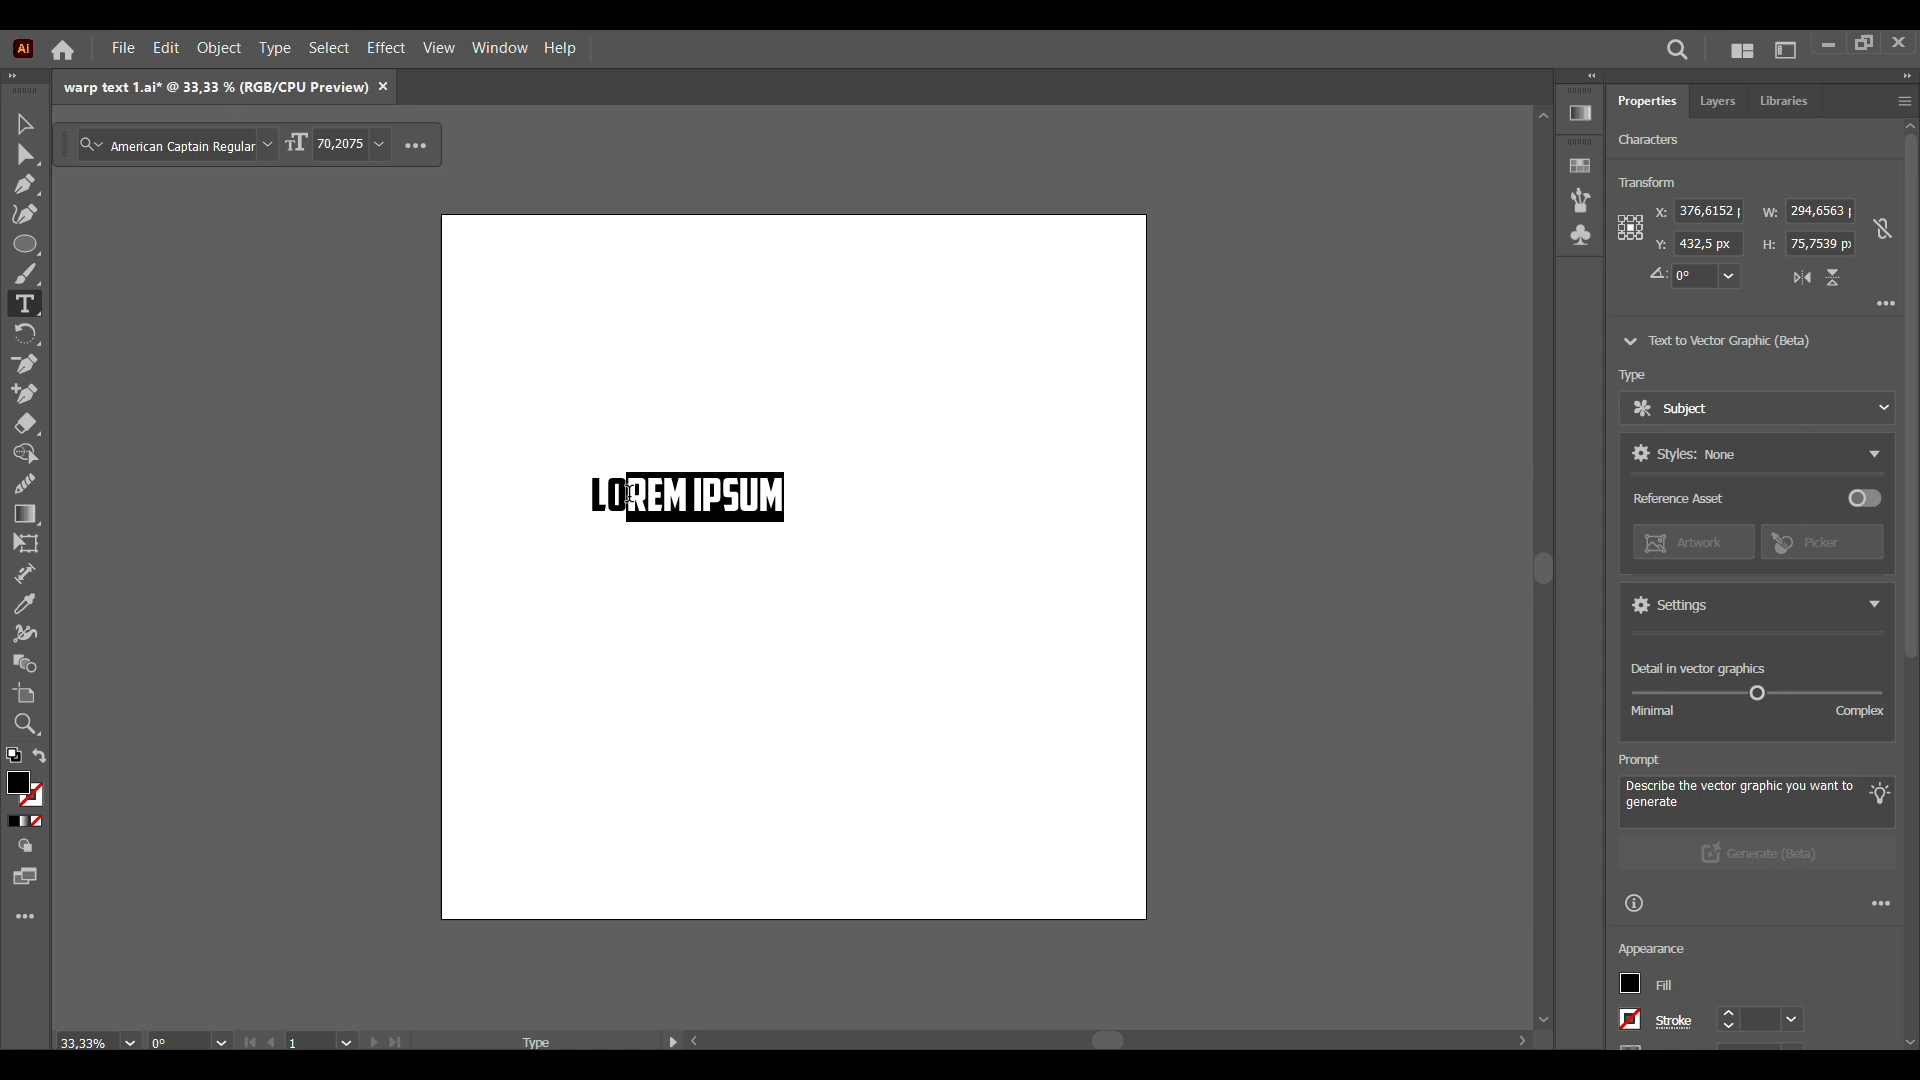 Ai
File Edit Object Type Select Effect View Window Help
warp text 1.ai* @ 33,33 % (RGB/CPU Preview)
American Captain Regular 70,2075
LOREM IPSUM
33,33% 0° 1 Type
Properties Layers Libraries
Characters
Transform
X: 376,6152 W: 294,6563
Y: 432,5 px H: 75,7539 px
0°
Text to Vector Graphic (Beta)
Type
Subject
Styles: None
Reference Asset
Artwork Picker
Settings
Detail in vector graphics
Minimal Complex
Prompt
Describe the vector graphic you want to
generate
Generate (Beta)
Appearance
Fill
Stroke